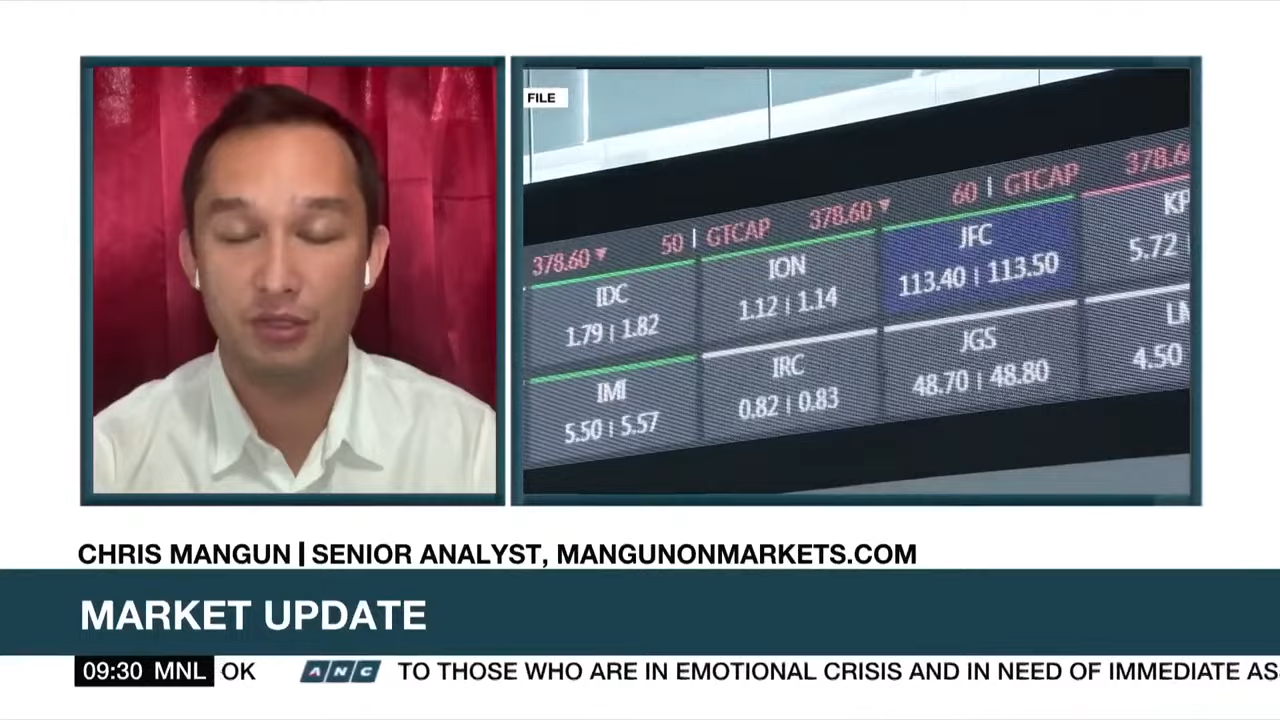 FILE
378.60▼ 50 | GTCAP 378.60▼ 60 | GTCAP 378.6
IDC
1.79 | 1.82
ION
1.12 | 1.14
JFC
113.40 | 113.50
5.72 |
IMI
5.50 | 5.57
IRC
0.82 | 0.83
JGS
48.70 | 48.80
4.50
CHRIS MANGUN | SENIOR ANALYST, MANGUNONMARKETS.COM
MARKET UPDATE
09:30 MNL OK ANC TO THOSE WHO ARE IN EMOTIONAL CRISIS AND IN NEED OF IMMEDIATE